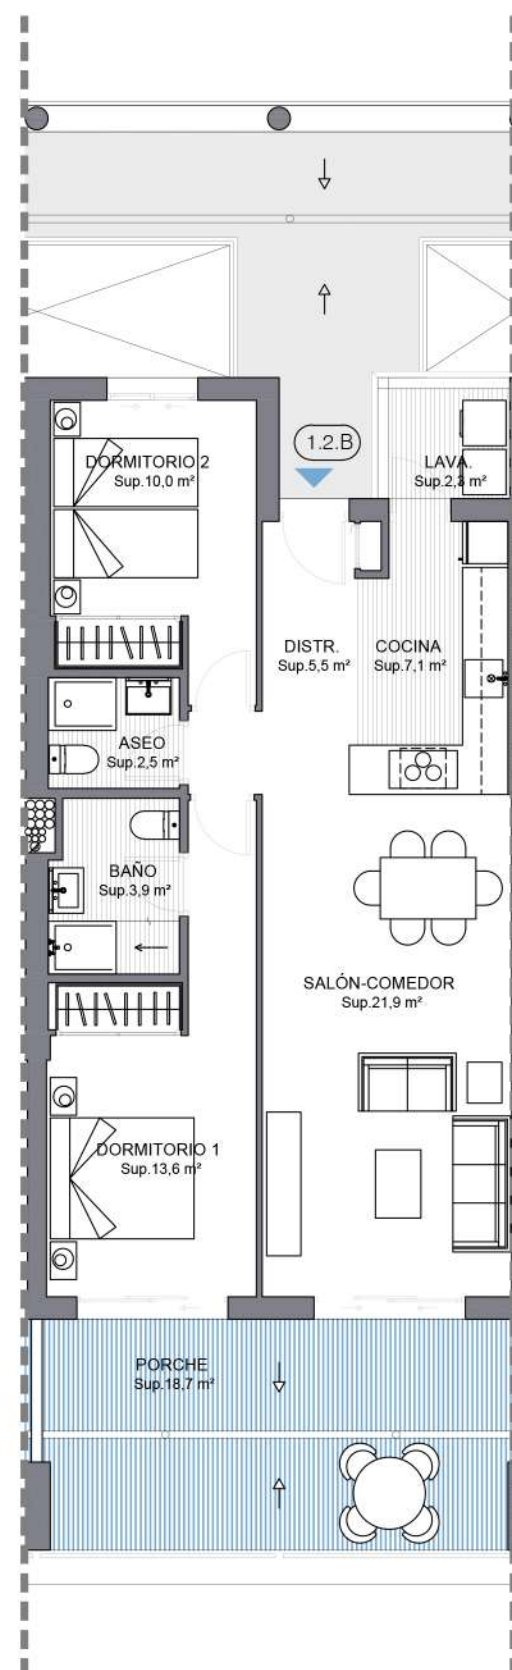 1.2.B
DORMITORIO 2
Sup.10,0 m²
LAVA.
Sup.2,3 m²
DISTR.
Sup.5,5 m²
COCINA
Sup.7,1 m²
ASEO
Sup.2,5 m²
BAÑO
Sup.3,9 m²
SALÓN-COMEDOR
Sup.21,9 m²
DORMITORIO 1
Sup.13,6 m²
PORCHE
Sup.18,7 m²